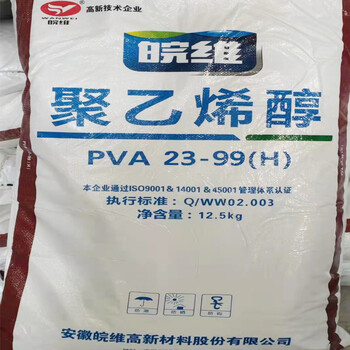 皖维 高新技术企业
WANWEI
皖维
聚乙烯醇
PVA 23-99(H)
本企业通过ISO9001&14001&45001管理体系认证
执行标准：Q/WW02.003
净含量：12.5kg
安徽皖维高新材料股份有限公司